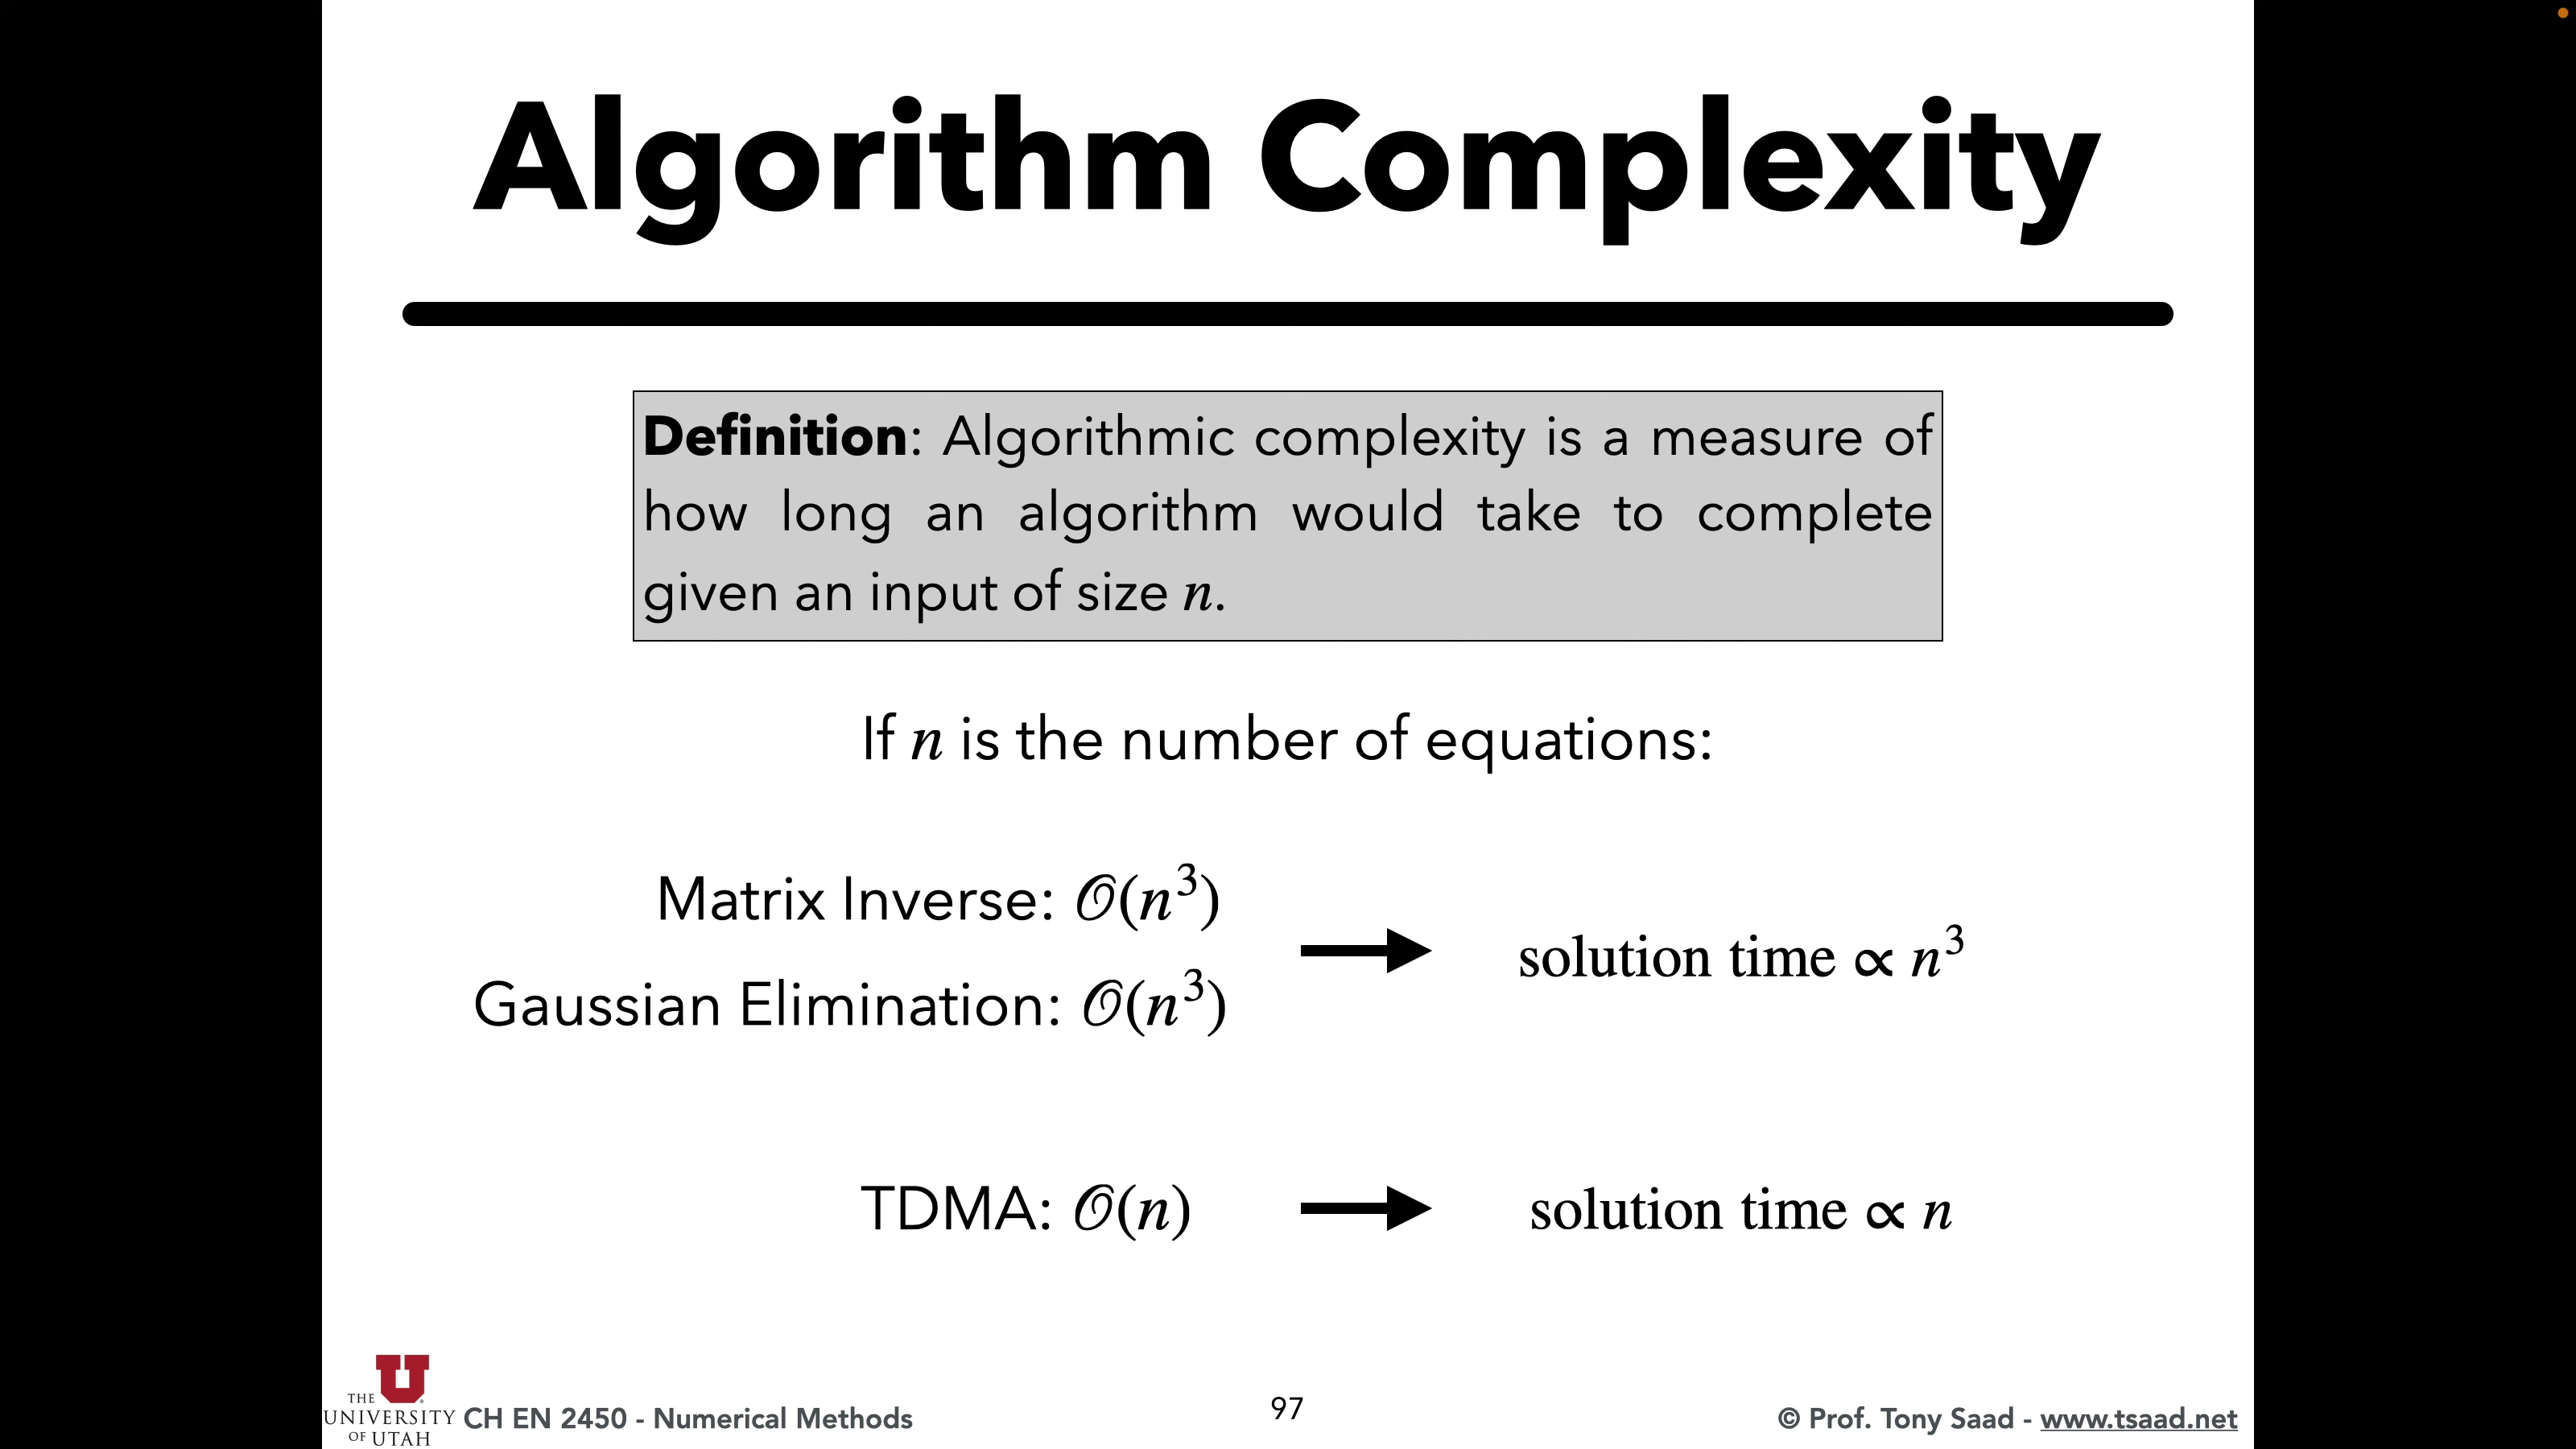 Algorithm Complexity
Definition: Algorithmic complexity is a measure of
how long an algorithm would take to complete
given an input of size n.
If n is the number of equations:
Matrix Inverse: 𝒪(n³)
Gaussian Elimination: 𝒪(n³)
solution time ∝ n³
TDMA: 𝒪(n)
solution time ∝ n
THE
UNIVERSITY
OF UTAH
CH EN 2450 - Numerical Methods
97
© Prof. Tony Saad - www.tsaad.net